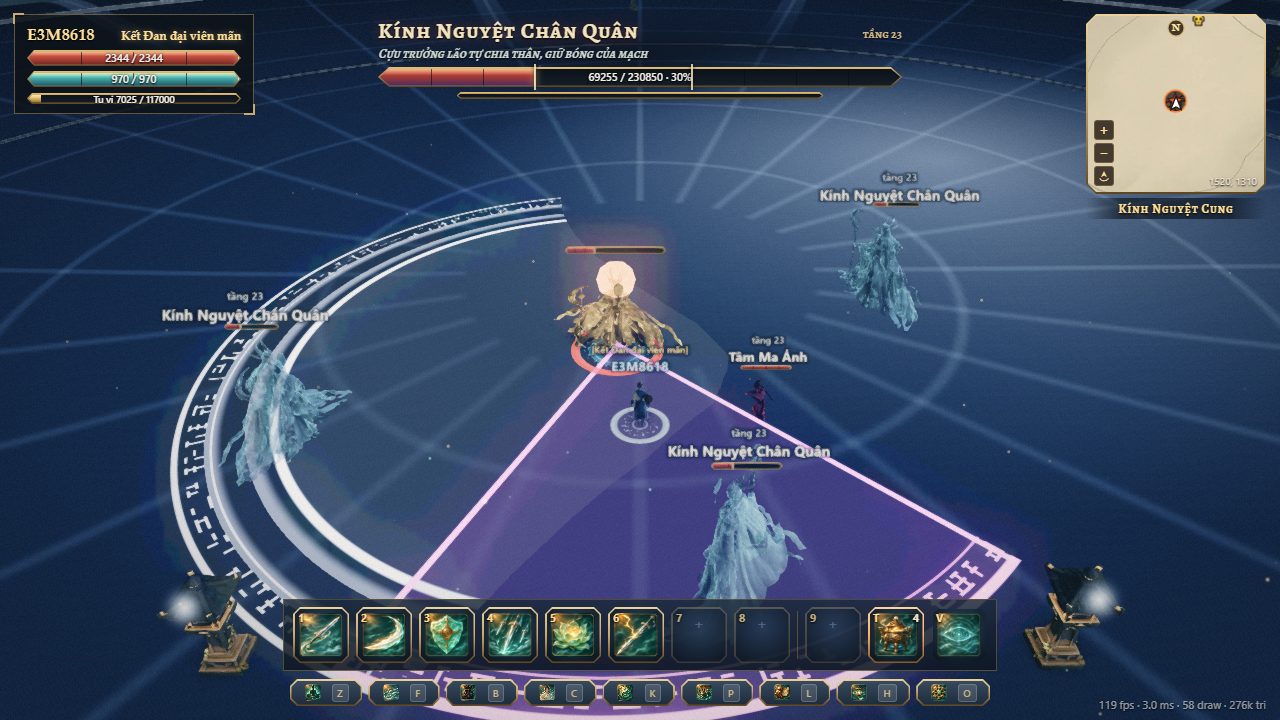 E3M8618 Kết Đan đại viên mãn
2344 / 2344
970 / 970
Tu vi 7025 / 117000
Kính Nguyệt Chân Quân
Cựu trưởng lão tự chia thân, giữ bóng của mạch
TẦNG 23
69255 / 230850 · 30%
N
+
−
1520, 1310
Kính Nguyệt Cung
tầng 23
Kính Nguyệt Chân Quân
tầng 23
Kính Nguyệt Chân Quân
[Kết Đan đại viên mãn]
E3M8618
tầng 23
Tâm Ma Ảnh
tầng 23
Kính Nguyệt Chân Quân
1 2 3 4 5 6 7 8 9 T 4 V
+ + +
Z F B C K P L H O
119 fps · 3.0 ms · 58 draw · 276k tri